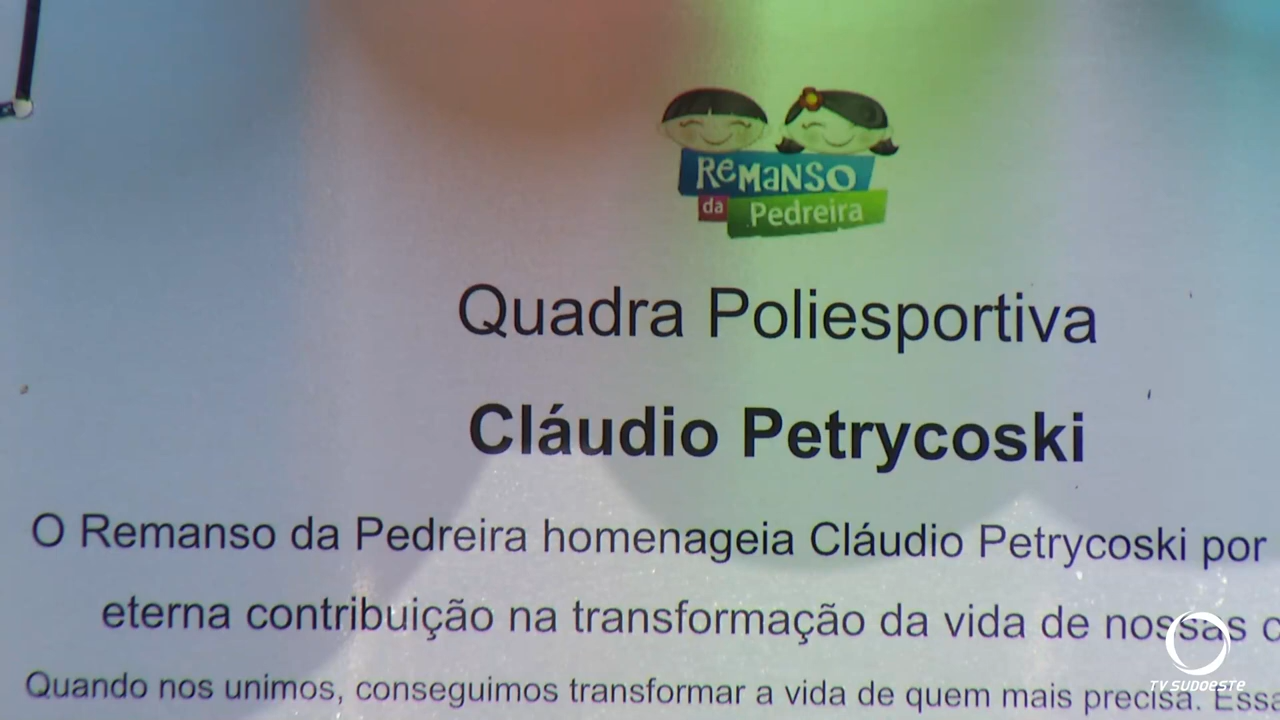 Remanso
da Pedreira
Quadra Poliesportiva
Cláudio Petrycoski
O Remanso da Pedreira homenageia Cláudio Petrycoski por
eterna contribuição na transformação da vida de nossas
Quando nos unimos, conseguimos transformar a vida de quem mais precisa.
TV SUDOESTE